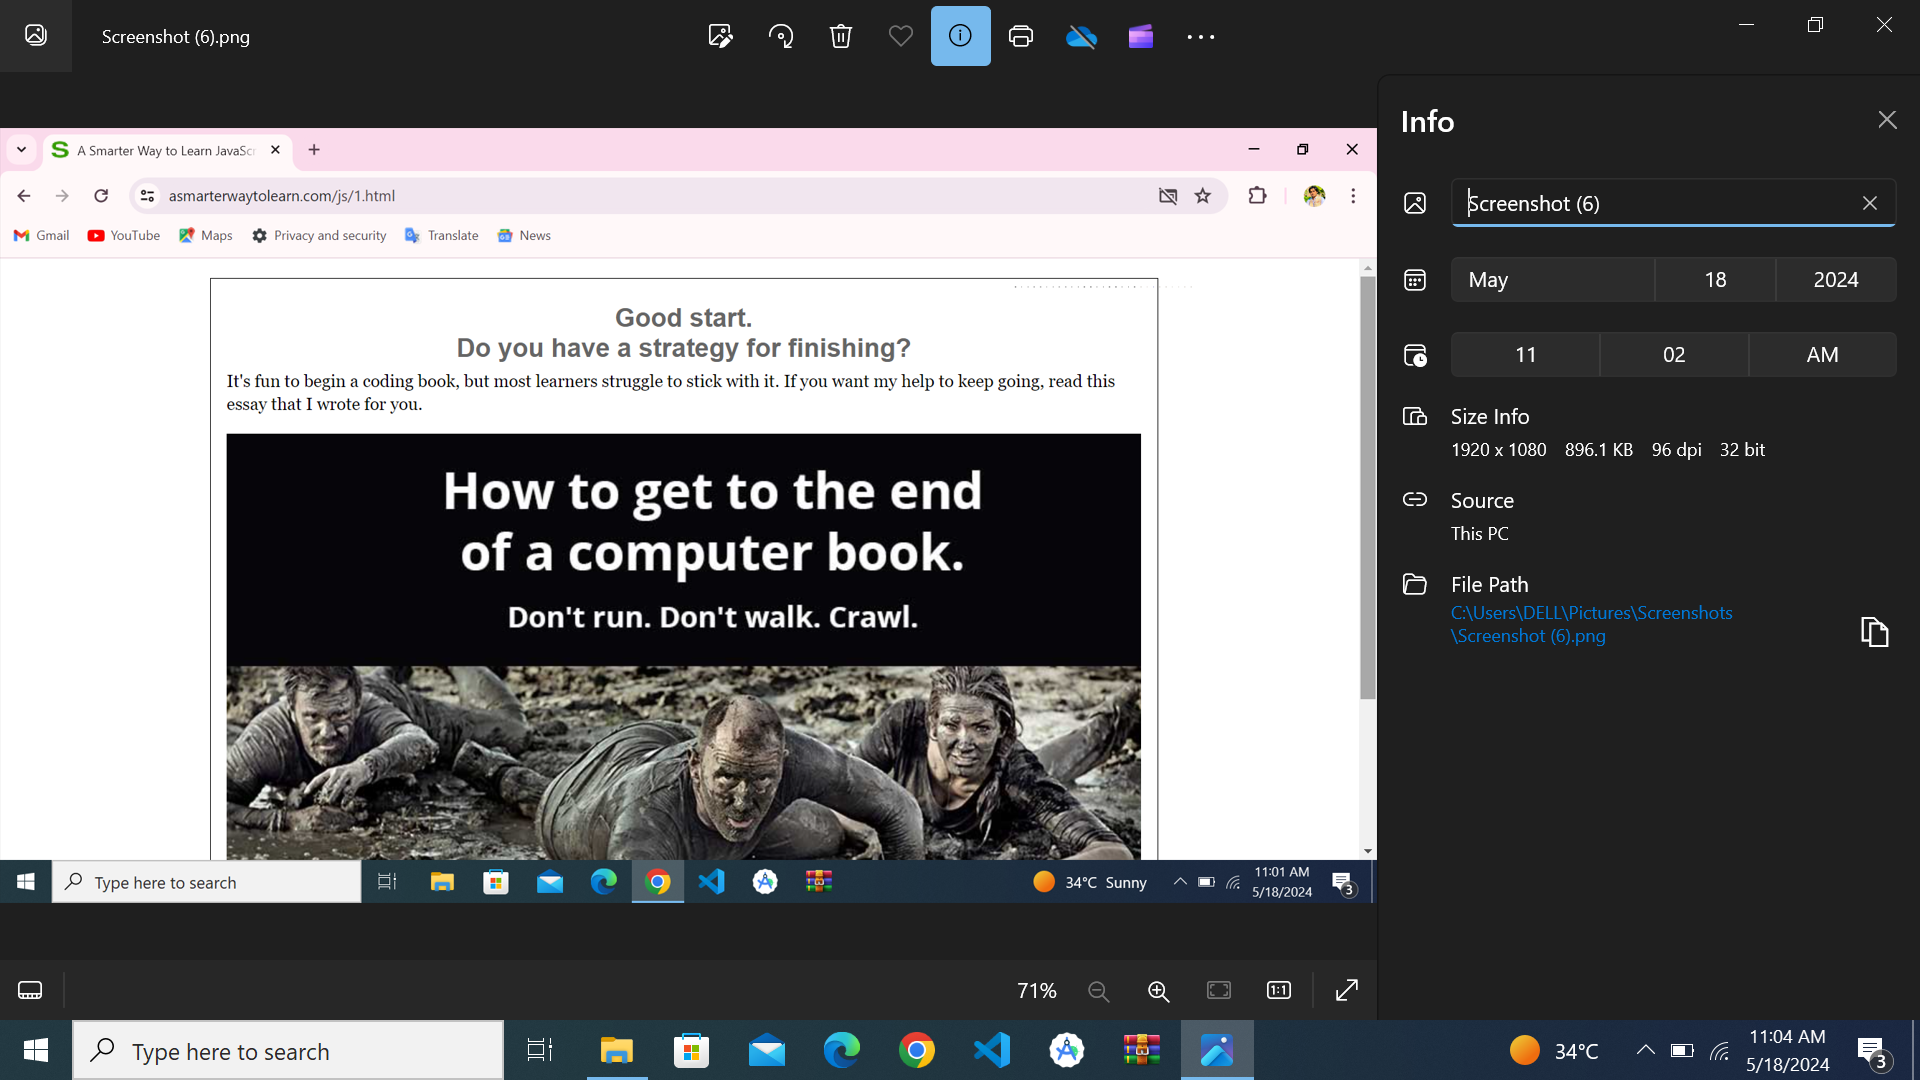 Screenshot (6).png
A Smarter Way to Learn JavaScr
asmarterwaytolearn.com/js/1.html
Gmail
YouTube
Maps
Privacy and security
Translate
News
Good start.
Do you have a strategy for finishing?
It's fun to begin a coding book, but most learners struggle to stick with it. If you want my help to keep going, read this
essay that I wrote for you.
How to get to the end
of a computer book.
Don't run. Don't walk. Crawl.
Type here to search
34°C Sunny
11:01 AM
5/18/2024
3
71%
1:1
Info
Screenshot (6)
May 18 2024
11 02 AM
Size Info
1920 x 1080 896.1 KB 96 dpi 32 bit
Source
This PC
File Path
C:\Users\DELL\Pictures\Screenshots
\Screenshot (6).png
Type here to search
34°C
11:04 AM
5/18/2024
3